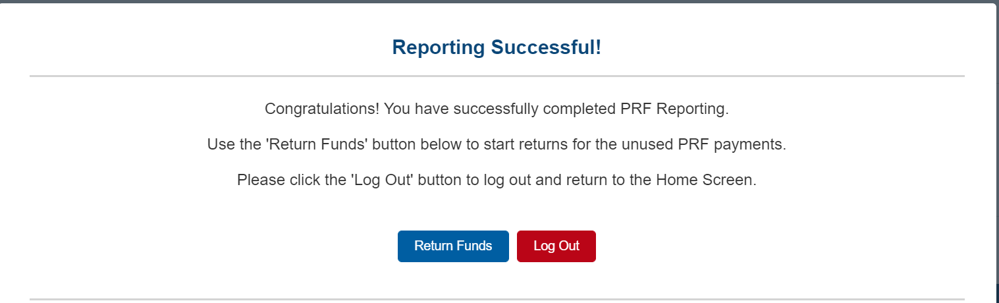 Reporting Successful!
Congratulations! You have successfully completed PRF Reporting.
Use the 'Return Funds' button below to start returns for the unused PRF payments.
Please click the 'Log Out' button to log out and return to the Home Screen.
Return Funds Log Out